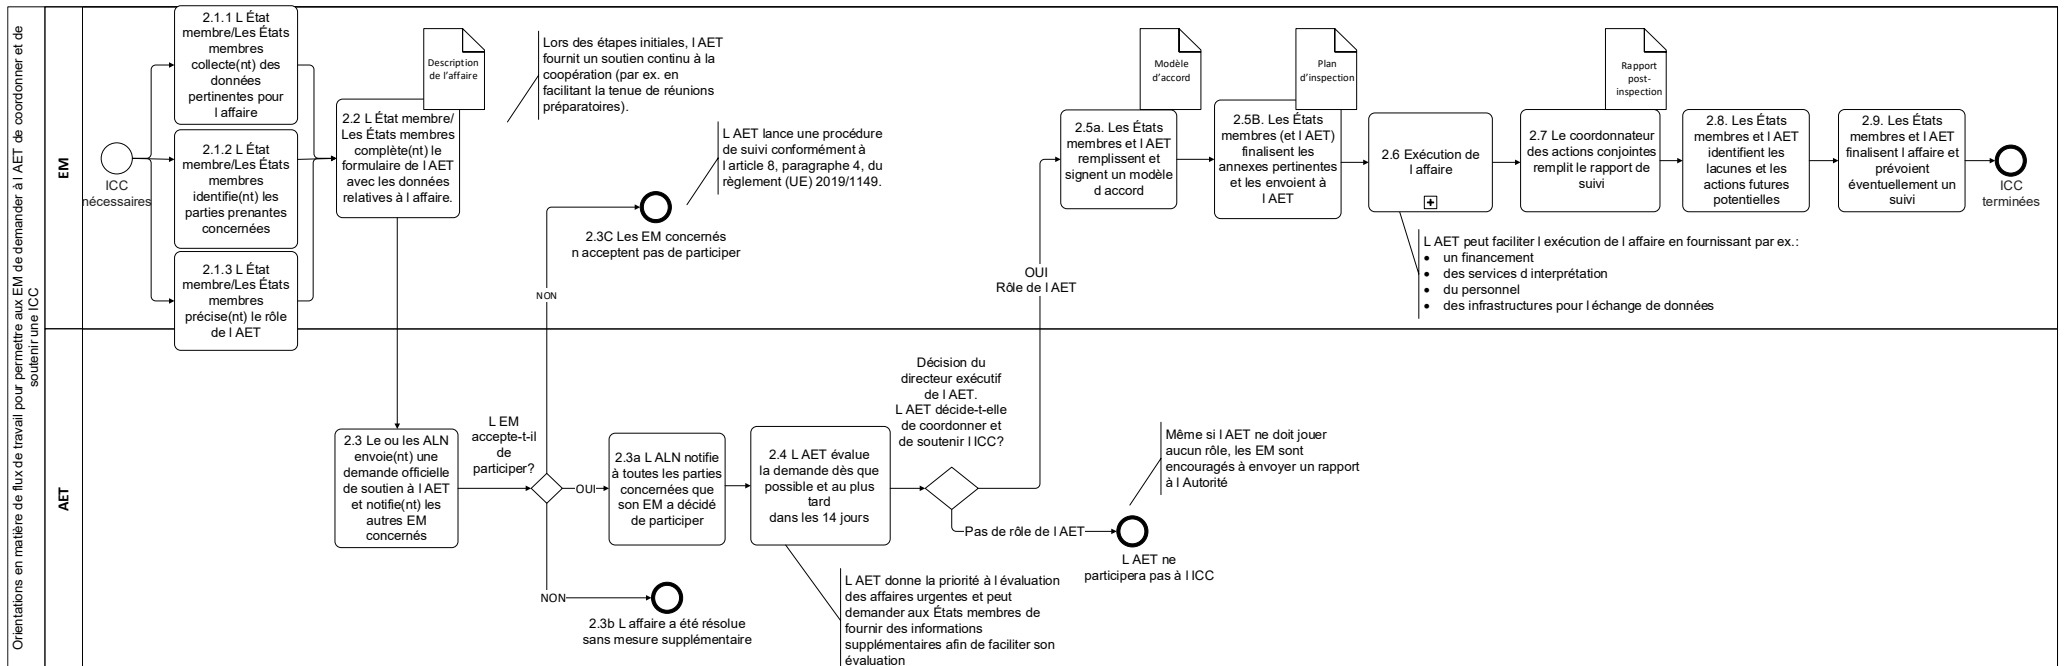 Orientations en matière de flux de travail pour permettre aux EM de demander à l AET de coordonner et de
soutenir une ICC
EM
ICC
nécessaires
2.1.1 L État
membre/Les États
membres
collecte(nt) des
données
pertinentes pour
l affaire
2.1.2 L État
membre/Les États
membres
identifie(nt) les
parties prenantes
concernées
2.1.3 L État
membre/Les États
membres
précise(nt) le rôle
de l AET
Description
de l'affaire
2.2 L État membre/
Les États membres
complète(nt) le
formulaire de l AET
avec les données
relatives à l affaire.
Lors des étapes initiales, l AET
fournit un soutien continu à la
coopération (par ex. en
facilitant la tenue de réunions
préparatoires).
L AET lance une procédure
de suivi conformément à
l article 8, paragraphe 4, du
règlement (UE) 2019/1149.
2.3C Les EM concernés
n acceptent pas de participer
NON
OUI
Rôle de l AET
Modèle
d'accord
2.5a. Les États
membres et l AET
remplissent et
signent un modèle
d accord
Plan
d'inspection
2.5B. Les États
membres (et l AET)
finalisent les
annexes pertinentes
et les envoient à
l AET
2.6 Exécution de
l affaire
L AET peut faciliter l exécution de l affaire en fournissant par ex.:
• un financement
• des services d interprétation
• du personnel
• des infrastructures pour l échange de données
Rapport
post-
inspection
2.7 Le coordonnateur
des actions conjointes
remplit le rapport de
suivi
2.8. Les États
membres et l AET
identifient les
lacunes et les
actions futures
potentielles
2.9. Les États
membres et l AET
finalisent l affaire et
prévoient
éventuellement un
suivi
ICC
terminées
AET
2.3 Le ou les ALN
envoie(nt) une
demande officielle
de soutien à l AET
et notifie(nt) les
autres EM
concernés
L EM
accepte-t-il
de
participer?
OUI
NON
2.3b L affaire a été résolue
sans mesure supplémentaire
2.3a L ALN notifie
à toutes les parties
concernées que
son EM a décidé
de participer
2.4 L AET évalue
la demande dès que
possible et au plus
tard
dans les 14 jours
L AET donne la priorité à l évaluation
des affaires urgentes et peut
demander aux États membres de
fournir des informations
supplémentaires afin de faciliter son
évaluation
Décision du
directeur exécutif
de l AET.
L AET décide-t-elle
de coordonner et
de soutenir l ICC?
Pas de rôle de l AET
L AET ne
participera pas à l ICC
Même si l AET ne doit jouer
aucun rôle, les EM sont
encouragés à envoyer un rapport
à l Autorité